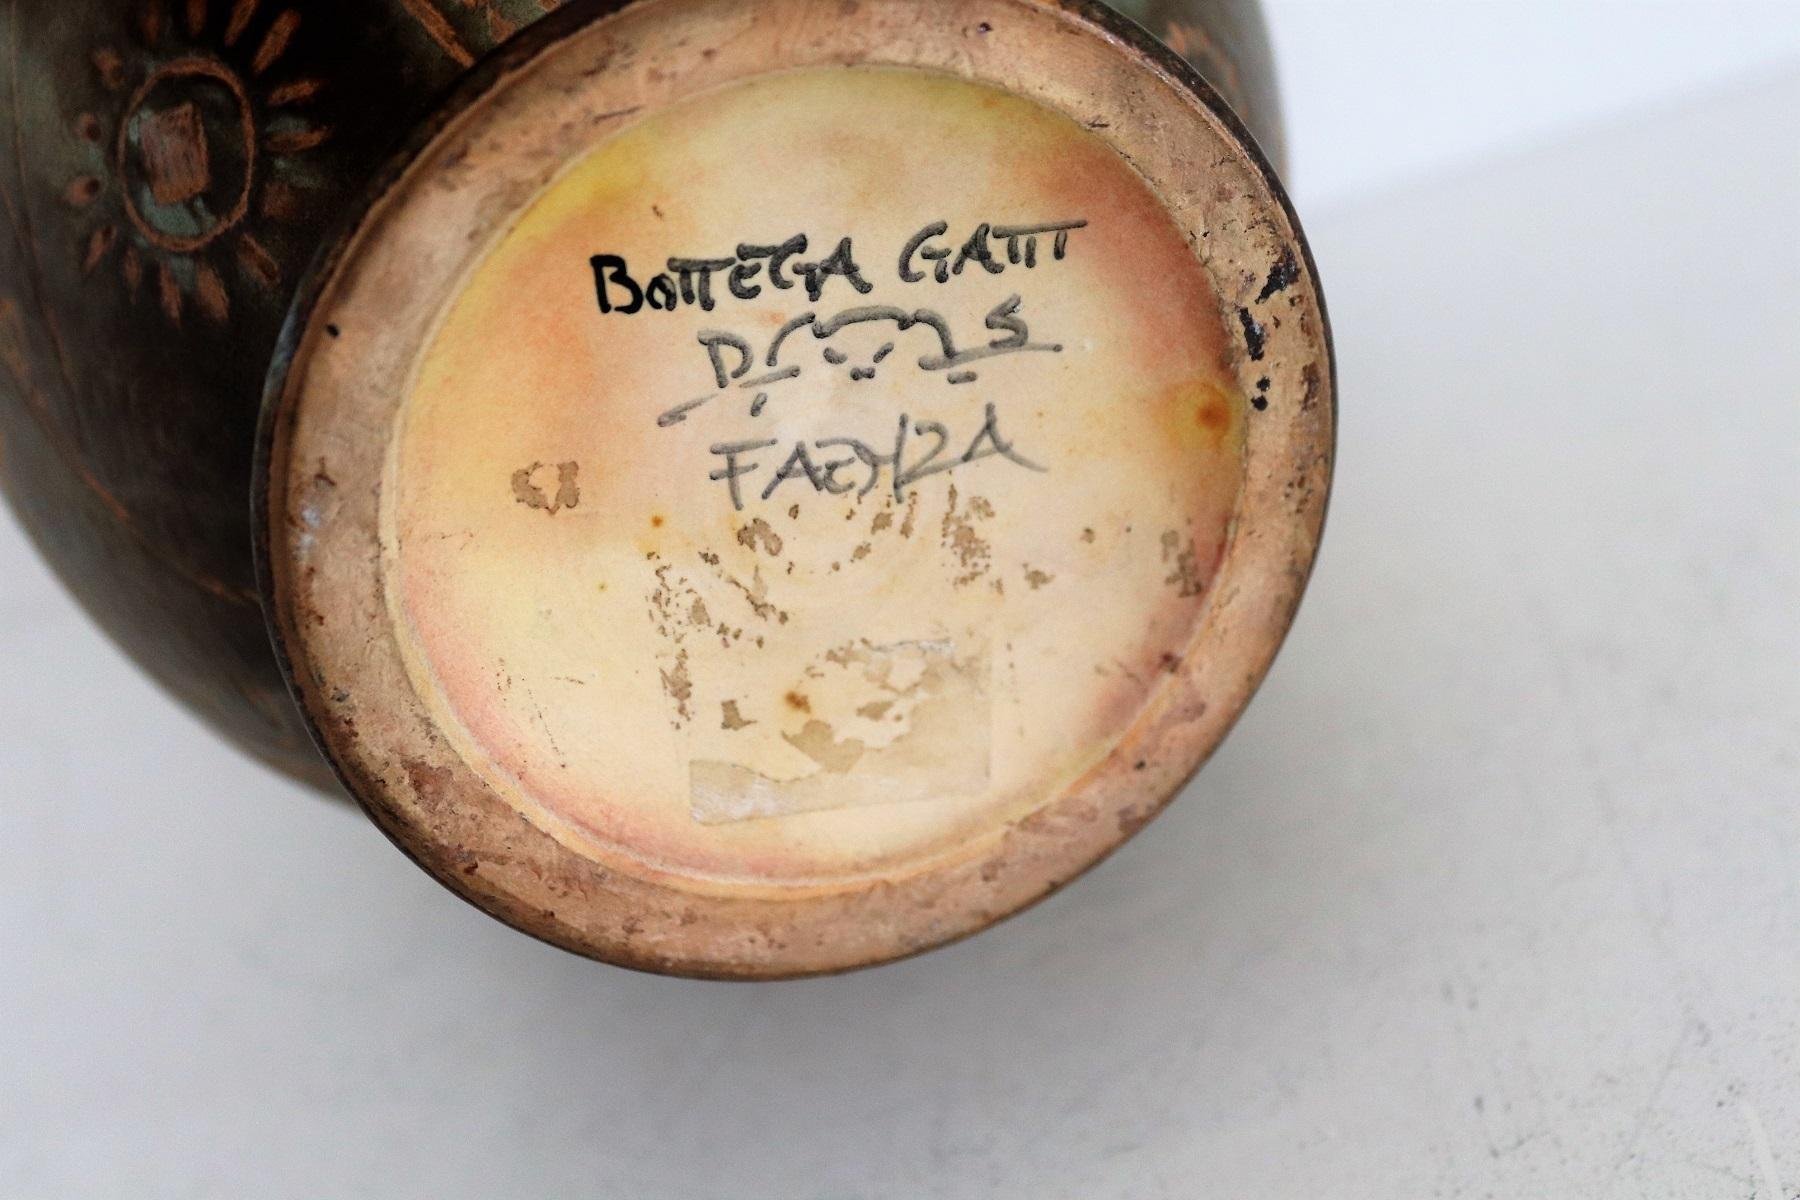 BOTTEGA GATTI
D S
FAENZA